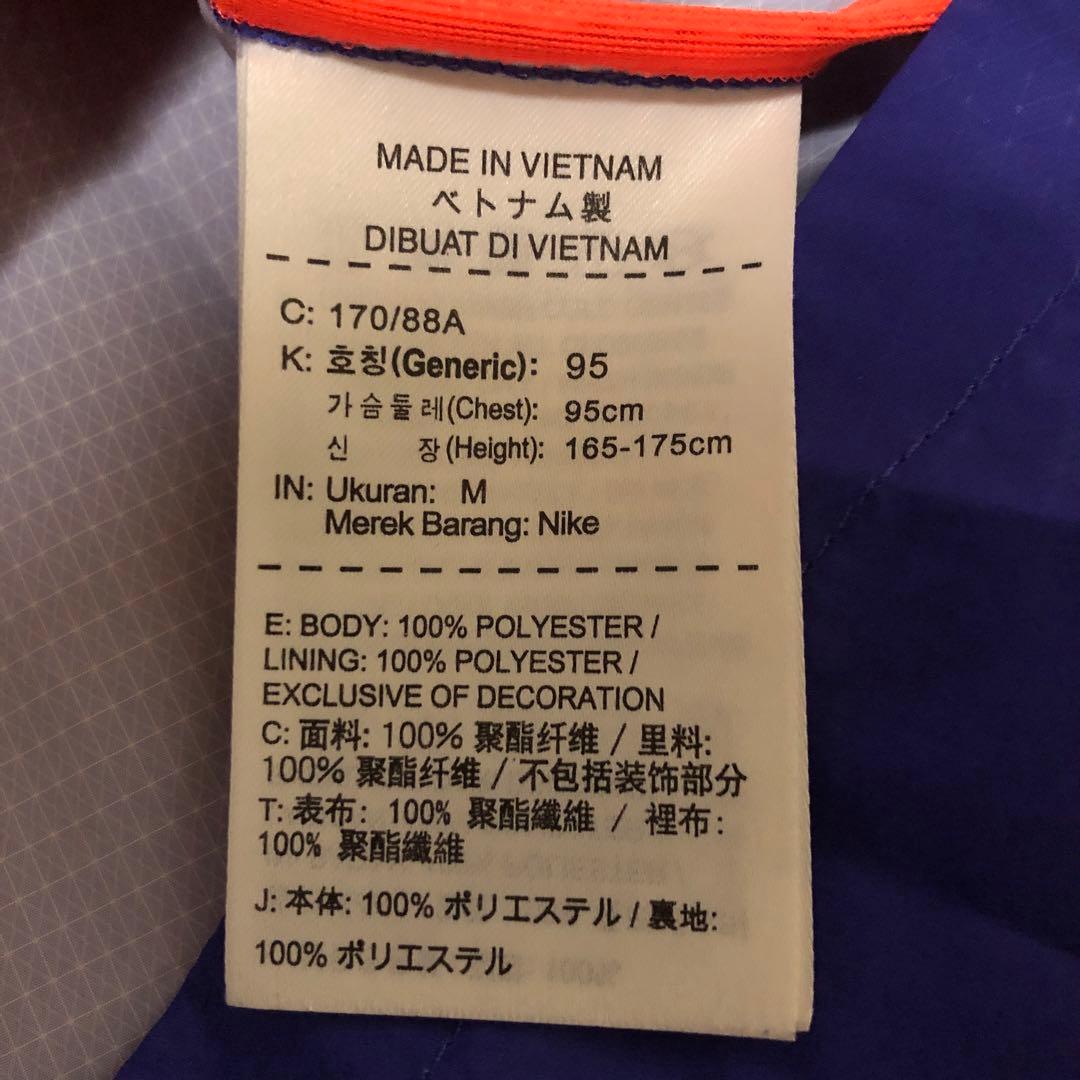 MADE IN VIETNAM
ベトナム製
DIBUAT DI VIETNAM
C: 170/88A
K: 호칭(Generic): 95
가슴둘레(Chest): 95cm
신 장(Height): 165-175cm
IN: Ukuran: M
Merek Barang: Nike
E: BODY: 100% POLYESTER /
LINING: 100% POLYESTER /
EXCLUSIVE OF DECORATION
C: 面料: 100% 聚酯纤维 / 里料:
100% 聚酯纤维 / 不包括装饰部分
T: 表布: 100% 聚酯纖維 / 裡布:
100% 聚酯纖維
J: 本体: 100% ポリエステル / 裏地:
100% ポリエステル